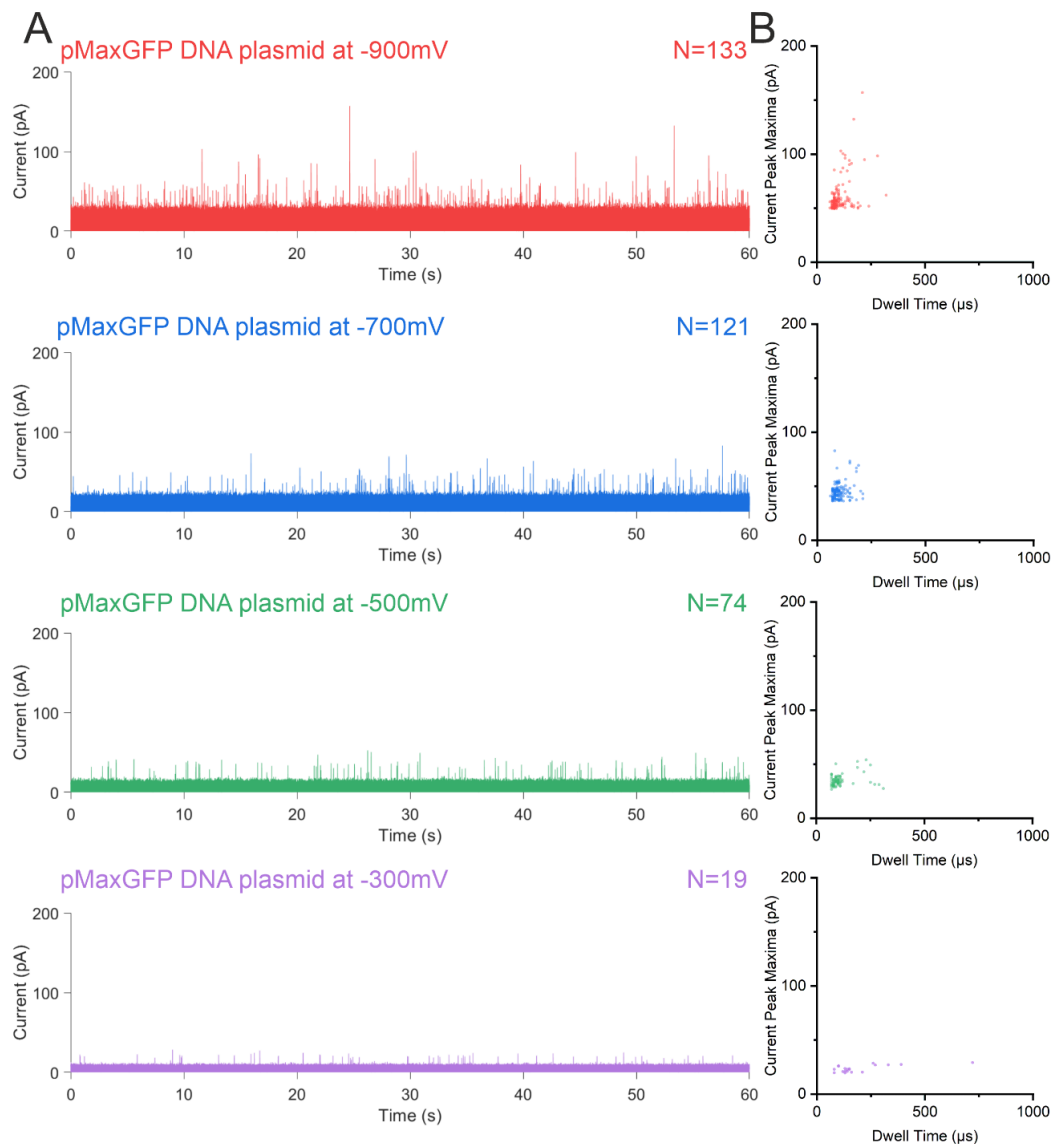 A
B
pMaxGFP DNA plasmid at -900mV
N=133
Current (pA)
200
100
0
0 10 20 30 40 50 60
Time (s)
Current Peak Maxima (pA)
200
100
0
0 500 1000
Dwell Time (µs)
pMaxGFP DNA plasmid at -700mV
N=121
Current (pA)
200
100
0
0 10 20 30 40 50 60
Time (s)
Current Peak Maxima (pA)
200
100
0
0 500 1000
Dwell Time (µs)
pMaxGFP DNA plasmid at -500mV
N=74
Current (pA)
200
100
0
0 10 20 30 40 50 60
Time (s)
Current Peak Maxima (pA)
200
100
0
0 500 1000
Dwell Time (µs)
pMaxGFP DNA plasmid at -300mV
N=19
Current (pA)
200
100
0
0 10 20 30 40 50 60
Time (s)
Current Peak Maxima (pA)
200
100
0
0 500 1000
Dwell Time (µs)